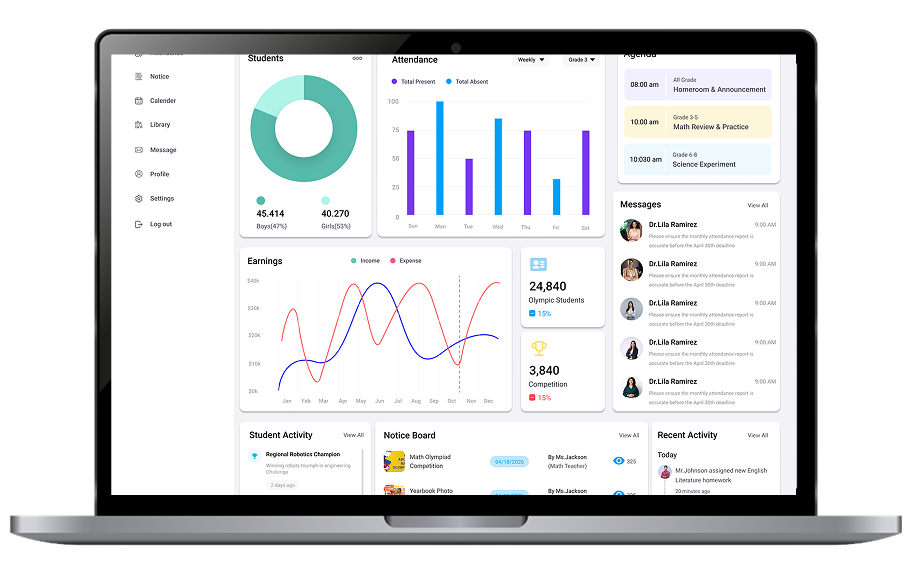 Attendance
Notice
Calender
Library
Message
Profile
Settings
Log out
Students
45.414
Boys(47%)
40.270
Girls(53%)
Attendance
Weekly
Grade 3
Total Present
Total Absent
100
75
50
25
0
Sun
Mon
Tue
Wed
Thu
Fri
Sat
Agenda
08:00 am
All Grade
Homeroom & Announcement
10:00 am
Grade 3-5
Math Review & Practice
10:030 am
Grade 6-8
Science Experiment
Earnings
Income
Expense
$40k
$30k
$20k
$10k
$0k
Jan
Feb
Mar
Apr
May
Jun
Jul
Aug
Sep
Oct
Nov
Dec
24,840
Olympic Students
15%
3,840
Competition
15%
Messages
View All
Dr.Lila Ramirez
9:00 AM
Please ensure the monthly attendance report is
accurate before the April 30th deadline
Dr.Lila Ramirez
9:00 AM
Please ensure the monthly attendance report is
accurate before the April 30th deadline
Dr.Lila Ramirez
9:00 AM
Please ensure the monthly attendance report is
accurate before the April 30th deadline
Dr.Lila Ramirez
9:00 AM
Please ensure the monthly attendance report is
accurate before the April 30th deadline
Dr.Lila Ramirez
9:00 AM
Please ensure the monthly attendance report is
accurate before the April 30th deadline
Student Activity
View All
Regional Robotics Champion
Winning robots triumph in engineering
Challenge
2 days ago
Notice Board
View All
Math Olympiad
Competition
04/18/2026
By Ms.Jackson
(Math Teacher)
325
Yearbook Photo
By Ms.Jackson
Recent Activity
View All
Today
Mr.Johnson assigned new English
Literature homework
20 minutes ago